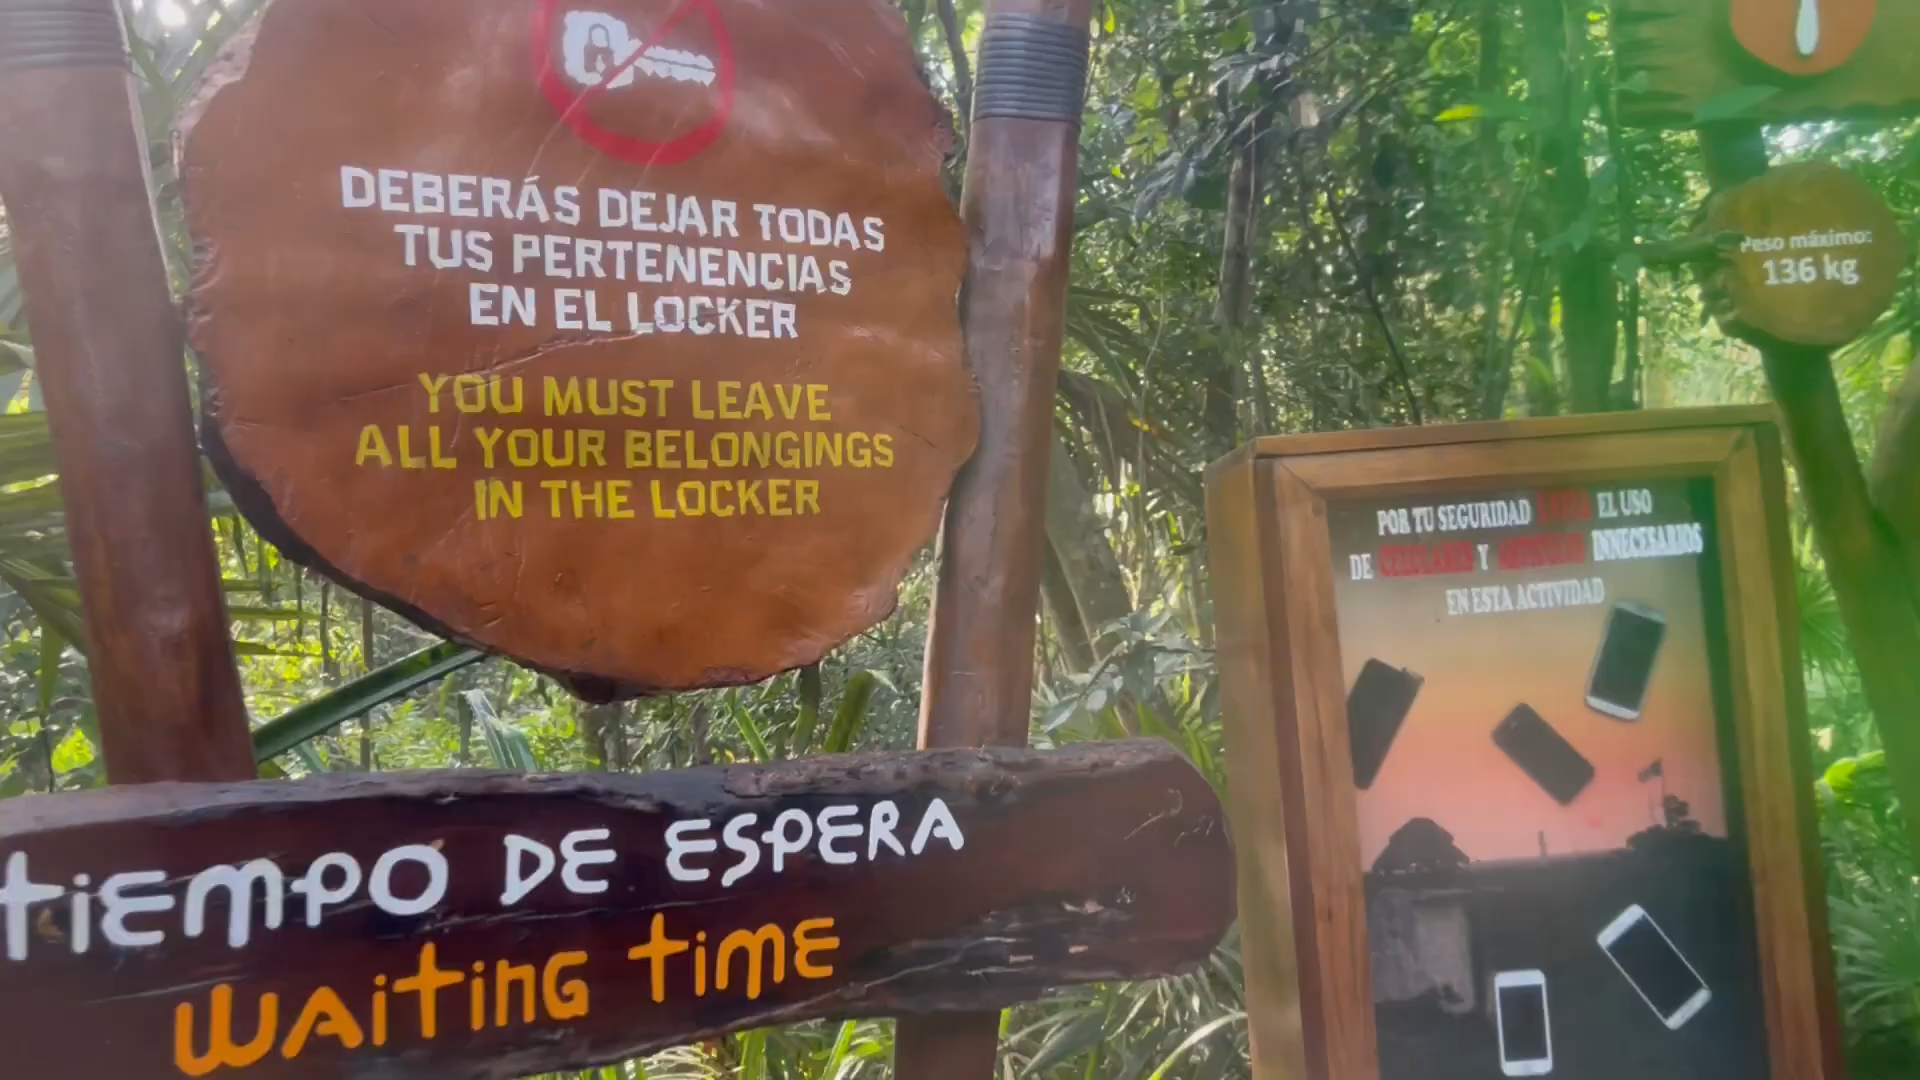 DEBERÁS DEJAR TODAS
TUS PERTENENCIAS
EN EL LOCKER
YOU MUST LEAVE
ALL YOUR BELONGINGS
IN THE LOCKER
TIEMPO DE ESPERA
WAITING TIME
POR TU SEGURIDAD EL USO
DE CELULARES Y INNECESARIOS
EN ESTA ACTIVIDAD
Peso máximo:
136 kg